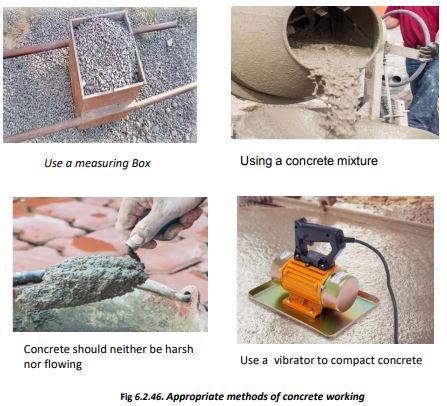 Use a measuring Box
Using a concrete mixture
Concrete should neither be harsh
nor flowing
Use a vibrator to compact concrete
Fig 6.2.46. Appropriate methods of concrete working